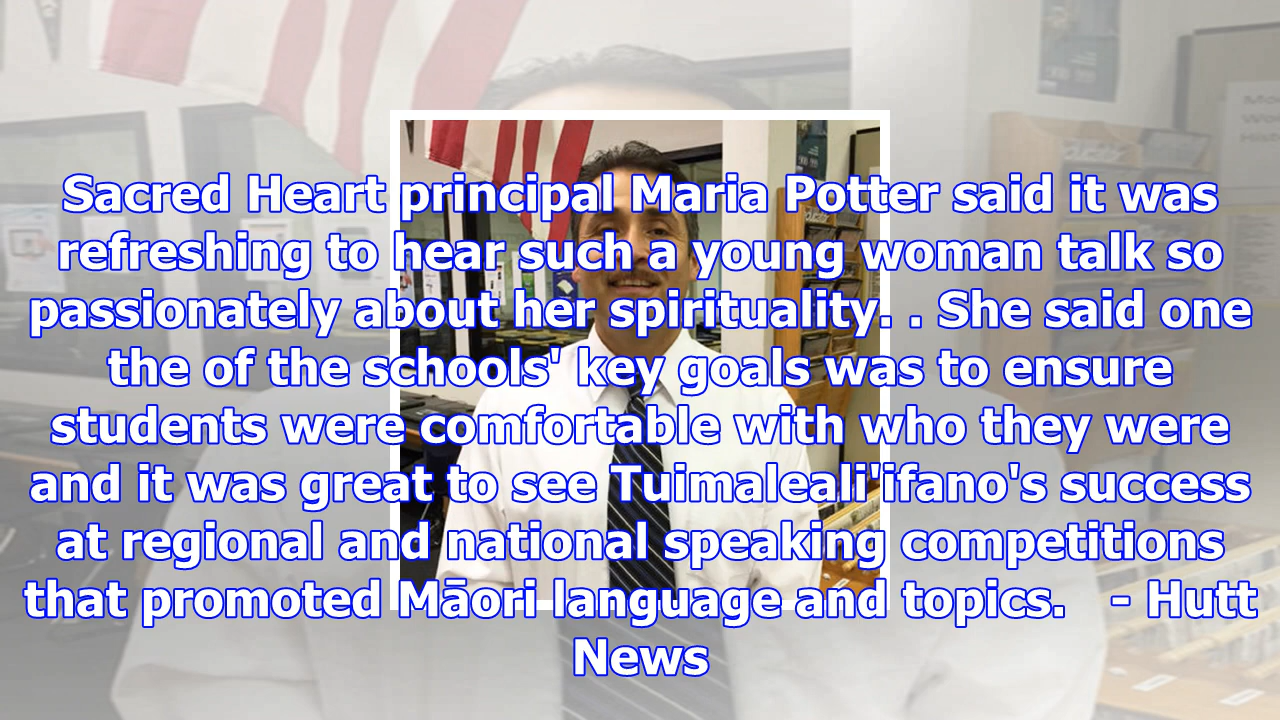 Sacred Heart principal Maria Potter said it was
refreshing to hear such a young woman talk so
passionately about her spirituality. . She said one
the of the schools' key goals was to ensure
students were comfortable with who they were
and it was great to see Tuimaleali'ifano's success
at regional and national speaking competitions
that promoted Māori language and topics.   - Hutt
News